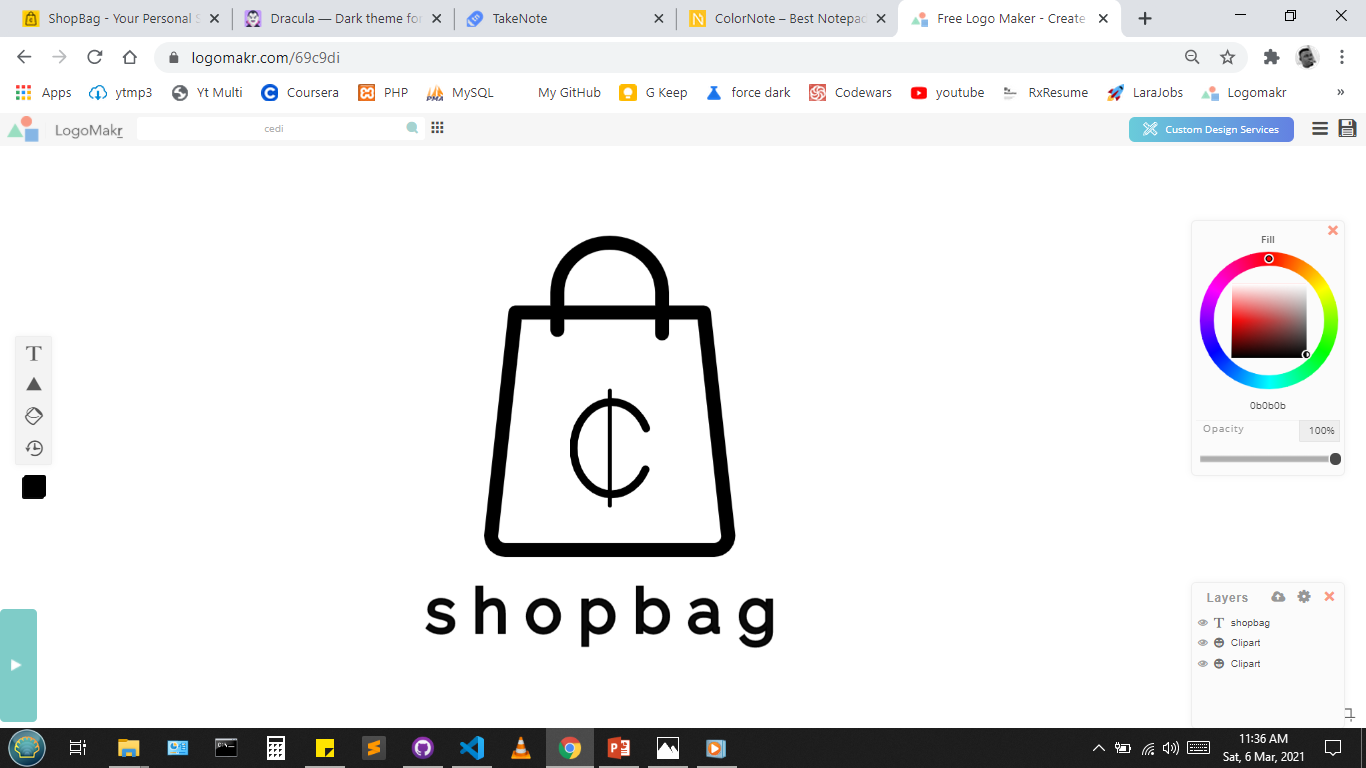 ShopBag - Your Personal S
Dracula — Dark theme for
TakeNote
ColorNote – Best Notepad
Free Logo Maker - Create
logomakr.com/69c9di
Apps
ytmp3
Yt Multi
Coursera
PHP
MySQL
My GitHub
G Keep
force dark
Codewars
youtube
RxResume
LaraJobs
Logomakr
»
LogoMakr
cedi
Custom Design Services
Fill
0b0b0b
Opacity
100%
T
₵
shopbag
Layers
T shopbag
Clipart
Clipart
11:36 AM
Sat, 6 Mar, 2021